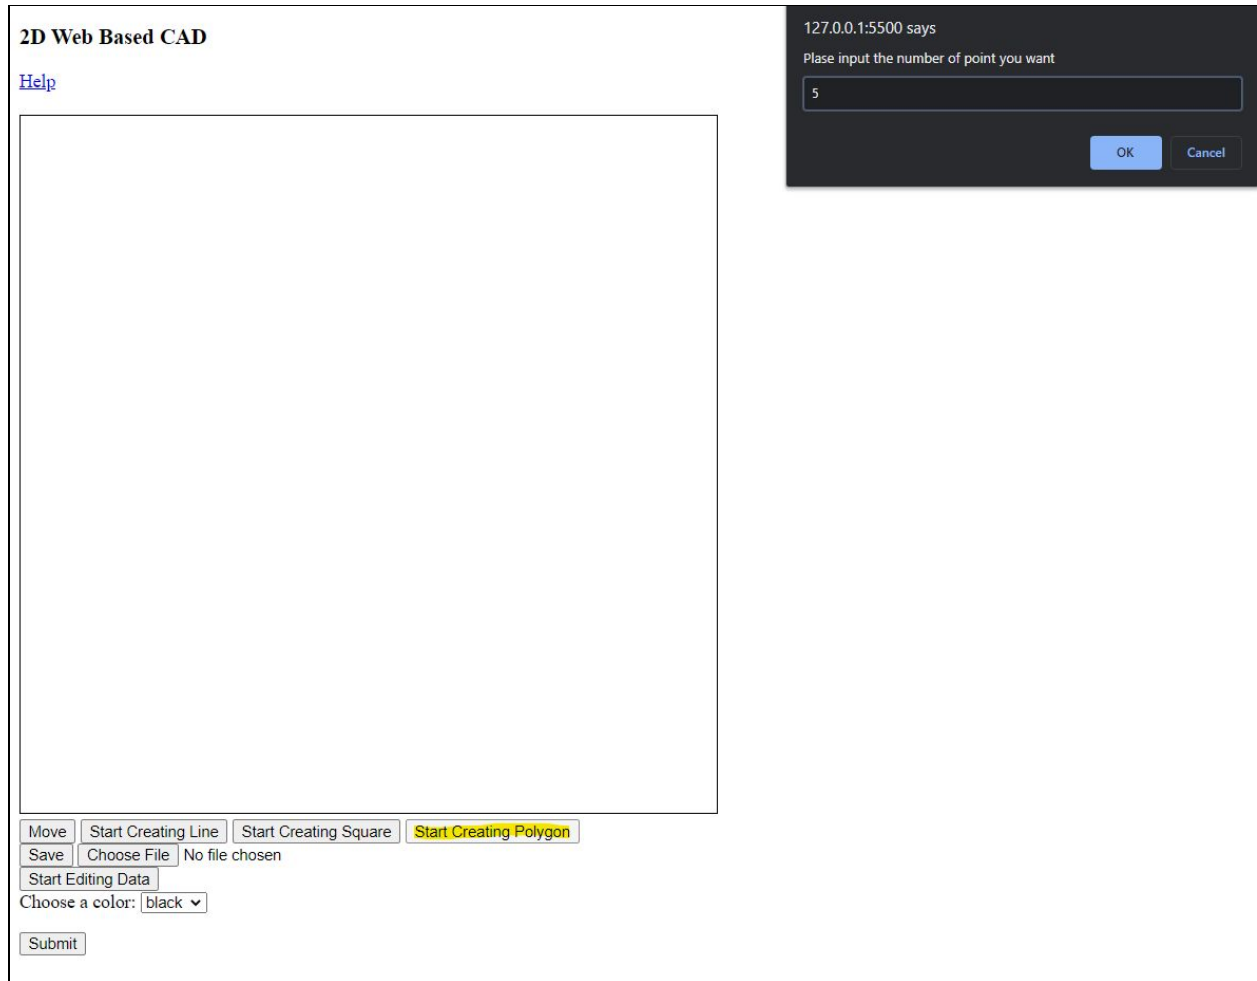 2D Web Based CAD
Help
127.0.0.1:5500 says
Plase input the number of point you want
5
OK Cancel
Move Start Creating Line Start Creating Square Start Creating Polygon
Save Choose File No file chosen
Start Editing Data
Choose a color: black
Submit